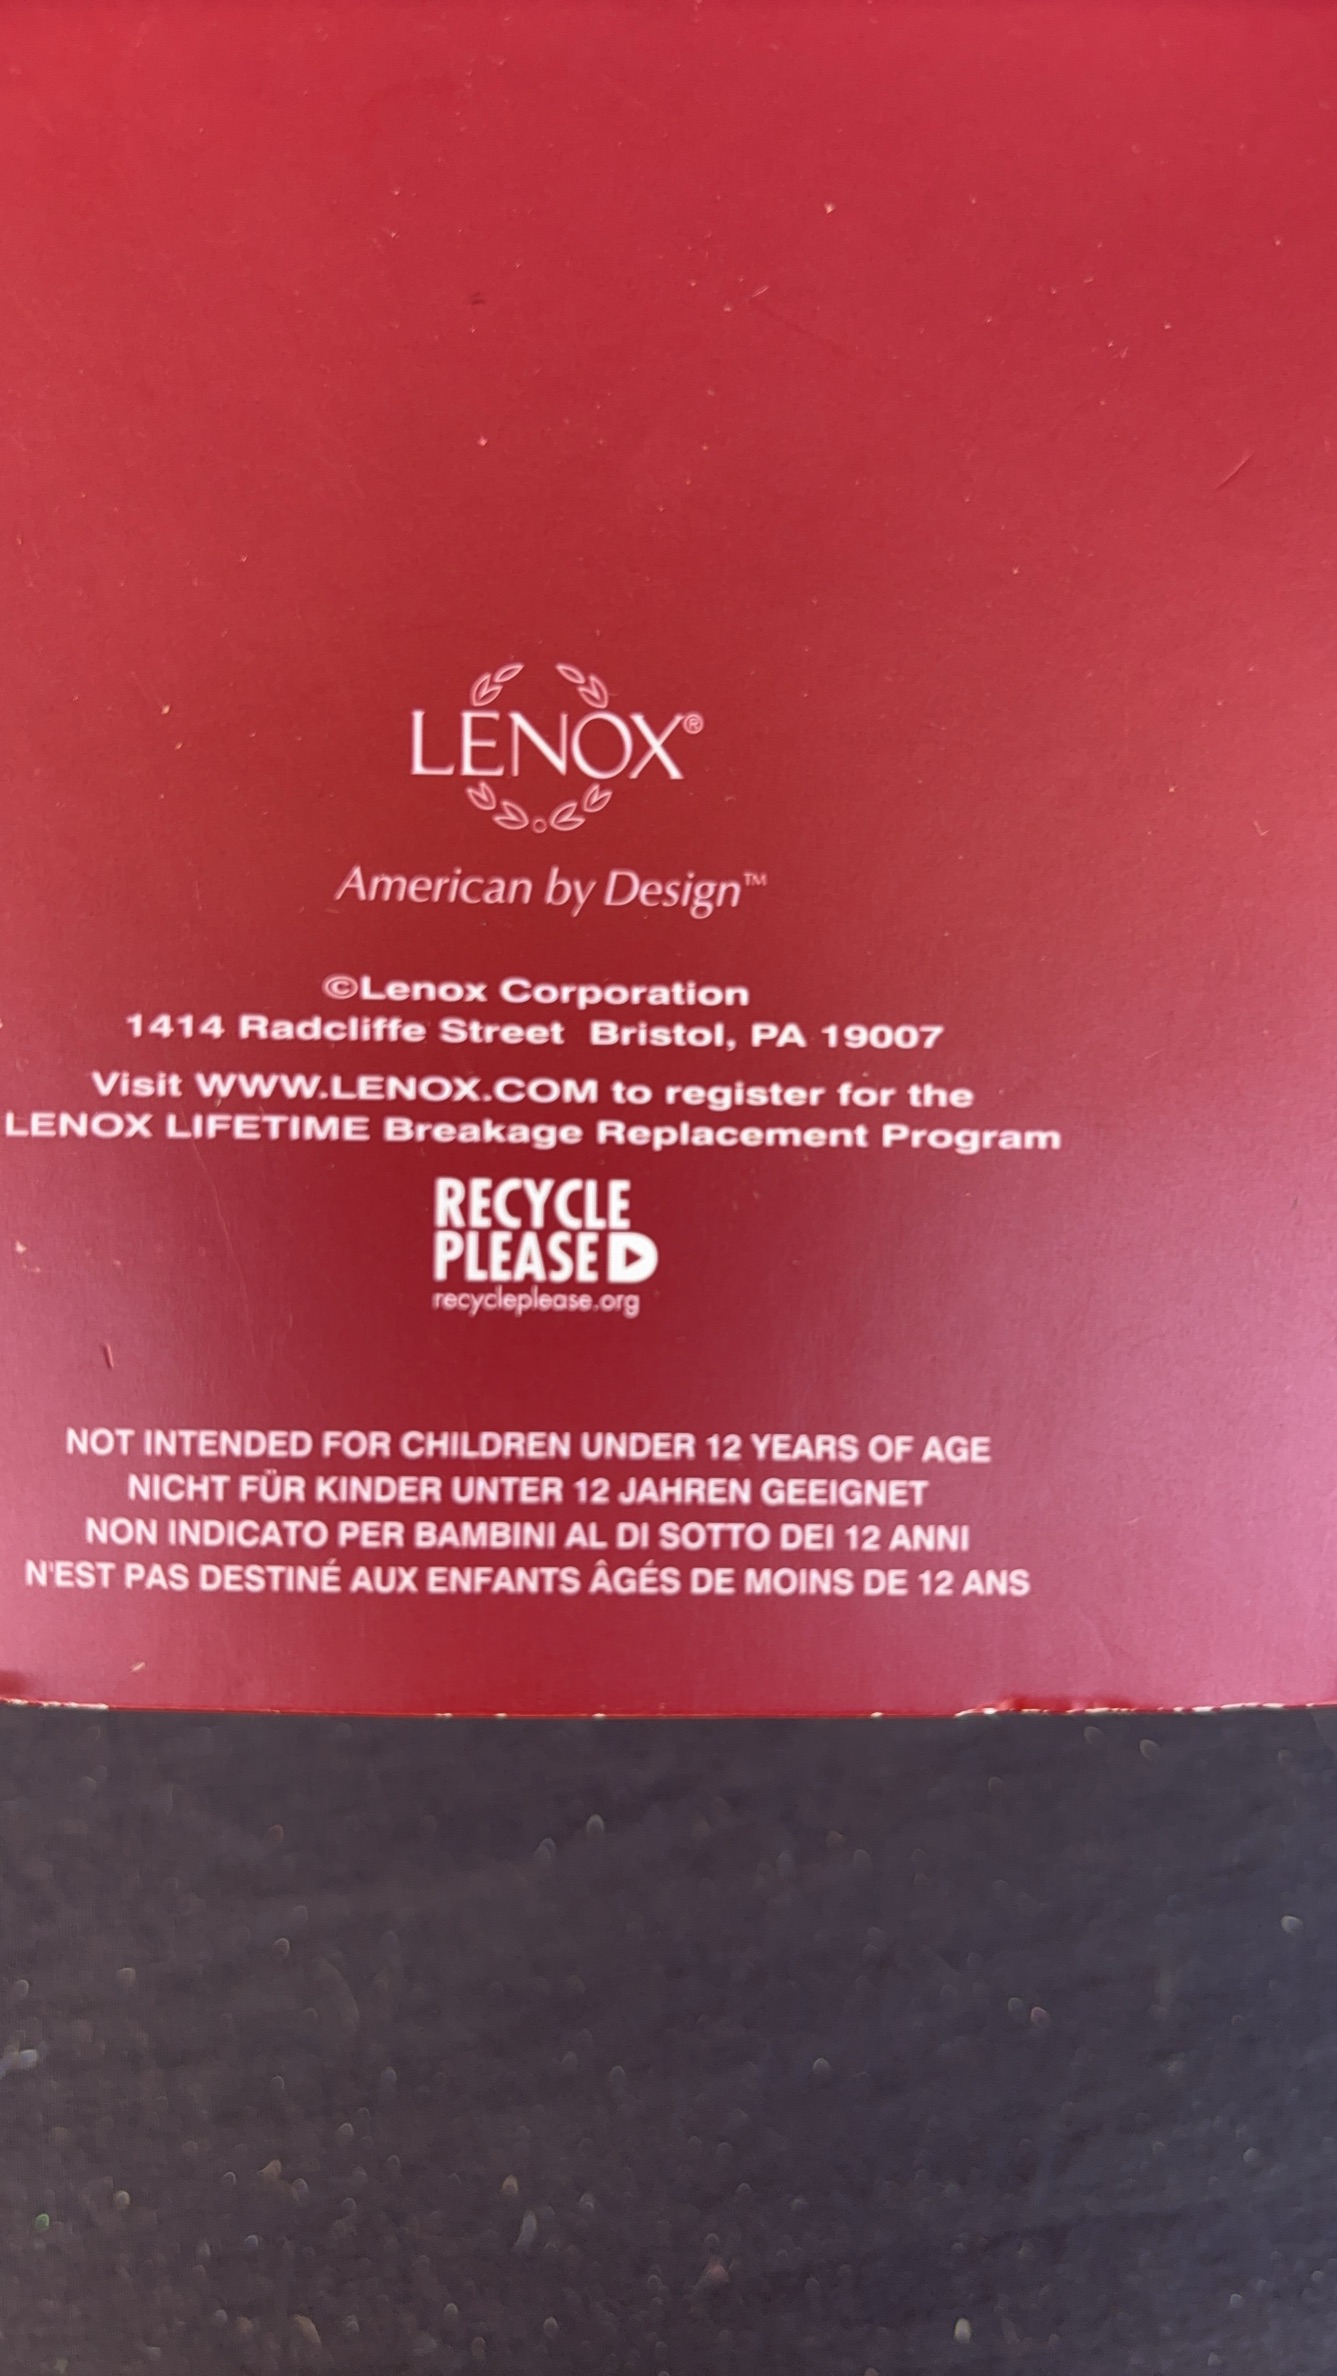 LENOX®
American by Design™
©Lenox Corporation
1414 Radcliffe Street Bristol, PA 19007
Visit WWW.LENOX.COM to register for the
LENOX LIFETIME Breakage Replacement Program
RECYCLE
PLEASE
recycleplease.org
NOT INTENDED FOR CHILDREN UNDER 12 YEARS OF AGE
NICHT FÜR KINDER UNTER 12 JAHREN GEEIGNET
NON INDICATO PER BAMBINI AL DI SOTTO DEI 12 ANNI
N'EST PAS DESTINÉ AUX ENFANTS ÂGÉS DE MOINS DE 12 ANS